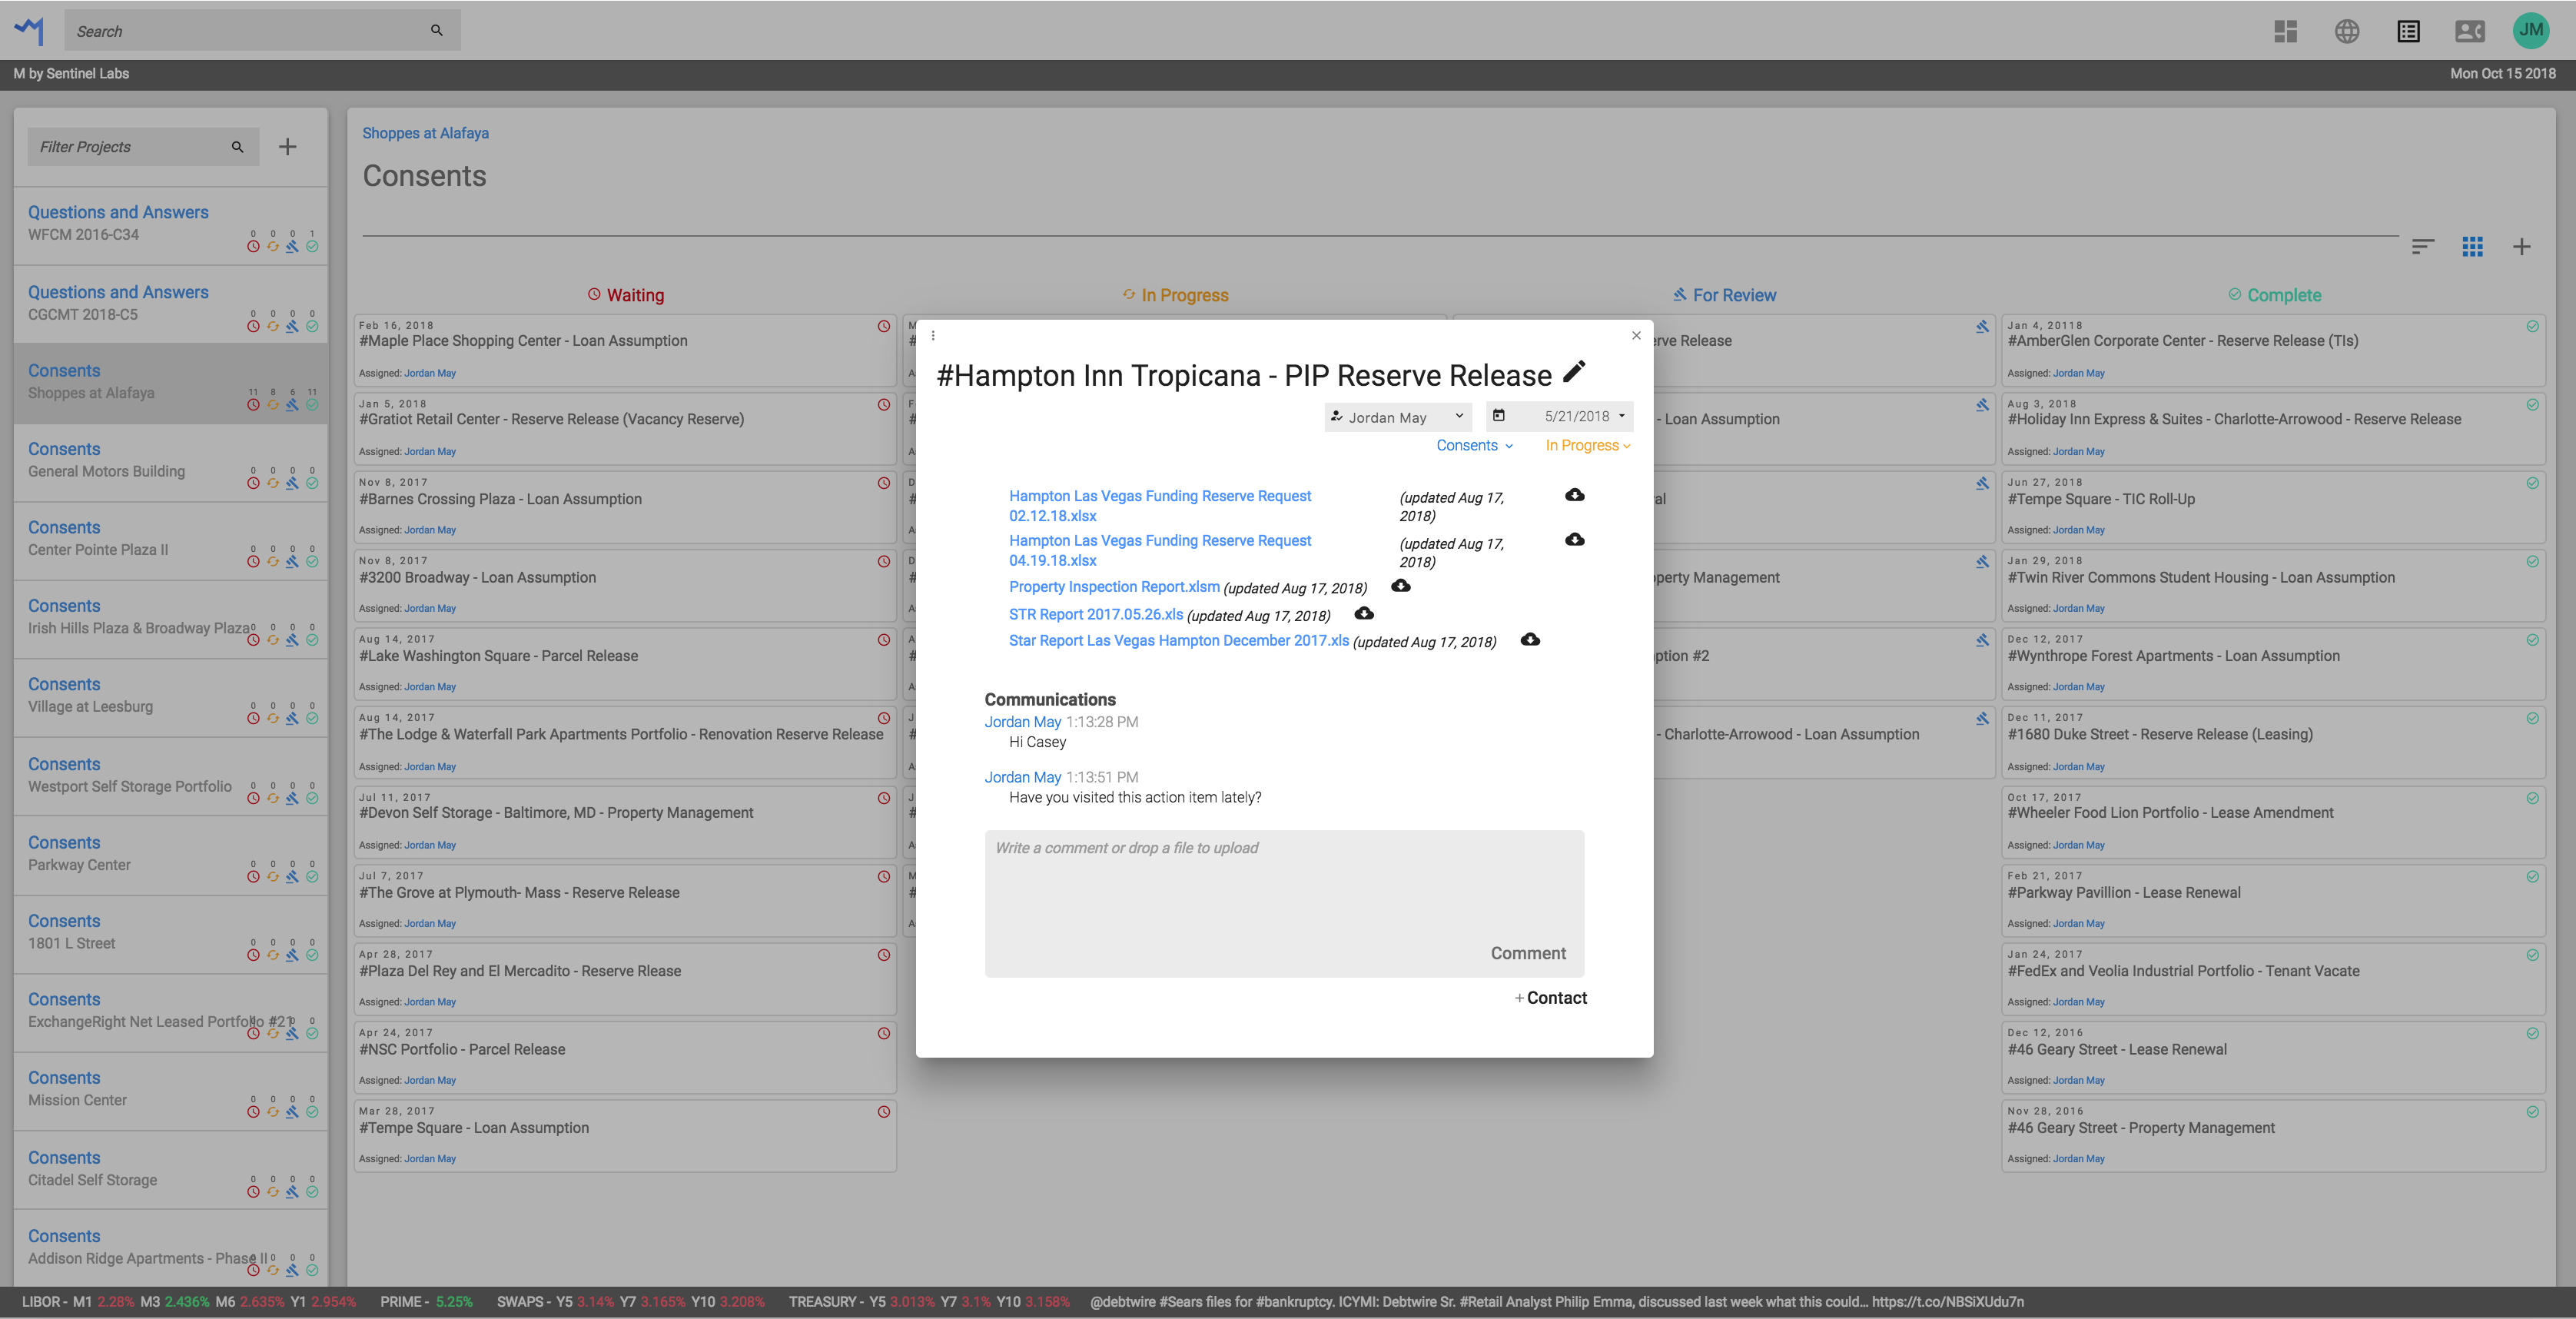 Search
JM
M by Sentinel Labs
Mon Oct 15 2018
Filter Projects
Questions and Answers
WFCM 2016-C34
0 0 0 1
Questions and Answers
CGCMT 2018-C5
0 0 0 0
Consents
Shoppes at Alafaya
11 8 6 11
Consents
General Motors Building
0 0 0 0
Consents
Center Pointe Plaza II
0 0 0 0
Consents
Irish Hills Plaza & Broadway Plaza
0 0 0 0
Consents
Village at Leesburg
0 0 0 0
Consents
Westport Self Storage Portfolio
0 0 0 0
Consents
Parkway Center
0 0 0 0
Consents
1801 L Street
0 0 0 0
Consents
ExchangeRight Net Leased Portfolio #21
0 0
Consents
Mission Center
0 0 0 0
Consents
Citadel Self Storage
0 0 0 0
Consents
Addison Ridge Apartments - Phase II
0 0 0
Shoppes at Alafaya
Consents
Waiting
Feb 16, 2018
#Maple Place Shopping Center - Loan Assumption
Assigned: Jordan May
Jan 5, 2018
#Gratiot Retail Center - Reserve Release (Vacancy Reserve)
Assigned: Jordan May
Nov 8, 2017
#Barnes Crossing Plaza - Loan Assumption
Assigned: Jordan May
Nov 8, 2017
#3200 Broadway - Loan Assumption
Assigned: Jordan May
Aug 14, 2017
#Lake Washington Square - Parcel Release
Assigned: Jordan May
Aug 14, 2017
#The Lodge & Waterfall Park Apartments Portfolio - Renovation Reserve Release
Assigned: Jordan May
Jul 11, 2017
#Devon Self Storage - Baltimore, MD - Property Management
Assigned: Jordan May
Jul 7, 2017
#The Grove at Plymouth- Mass - Reserve Release
Assigned: Jordan May
Apr 28, 2017
#Plaza Del Rey and El Mercadito - Reserve Rlease
Assigned: Jordan May
Apr 24, 2017
#NSC Portfolio - Parcel Release
Assigned: Jordan May
Mar 28, 2017
#Tempe Square - Loan Assumption
Assigned: Jordan May
In Progress
#Hampton Inn Tropicana - PIP Reserve Release
Jordan May
5/21/2018
Consents
In Progress
Hampton Las Vegas Funding Reserve Request
02.12.18.xlsx
(updated Aug 17,
2018)
Hampton Las Vegas Funding Reserve Request
04.19.18.xlsx
(updated Aug 17,
2018)
Property Inspection Report.xlsm (updated Aug 17, 2018)
STR Report 2017.05.26.xls (updated Aug 17, 2018)
Star Report Las Vegas Hampton December 2017.xls (updated Aug 17, 2018)
Communications
Jordan May 1:13:28 PM
Hi Casey
Jordan May 1:13:51 PM
Have you visited this action item lately?
Write a comment or drop a file to upload
Comment
+ Contact
For Review
Release
- Loan Assumption
Management
#2
- Charlotte-Arrowood - Loan Assumption
Complete
Jan 4, 20118
#AmberGlen Corporate Center - Reserve Release (TIs)
Assigned: Jordan May
Aug 3, 2018
#Holiday Inn Express & Suites - Charlotte-Arrowood - Reserve Release
Assigned: Jordan May
Jun 27, 2018
#Tempe Square - TIC Roll-Up
Assigned: Jordan May
Jan 29, 2018
#Twin River Commons Student Housing - Loan Assumption
Assigned: Jordan May
Dec 12, 2017
#Wynthrope Forest Apartments - Loan Assumption
Assigned: Jordan May
Dec 11, 2017
#1680 Duke Street - Reserve Release (Leasing)
Assigned: Jordan May
Oct 17, 2017
#Wheeler Food Lion Portfolio - Lease Amendment
Assigned: Jordan May
Feb 21, 2017
#Parkway Pavillion - Lease Renewal
Assigned: Jordan May
Jan 24, 2017
#FedEx and Veolia Industrial Portfolio - Tenant Vacate
Assigned: Jordan May
Dec 12, 2016
#46 Geary Street - Lease Renewal
Assigned: Jordan May
Nov 28, 2016
#46 Geary Street - Property Management
Assigned: Jordan May
LIBOR - M1 2.28% M3 2.436% M6 2.635% Y1 2.954% PRIME - 5.25% SWAPS - Y5 3.14% Y7 3.165% Y10 3.208% TREASURY - Y5 3.013% Y7 3.1% Y10 3.158% @debtwire #Sears files for #bankruptcy. ICYMI: Debtwire Sr. #Retail Analyst Philip Emma, discussed last week what this could... https://t.co/NBSiXUdu7n